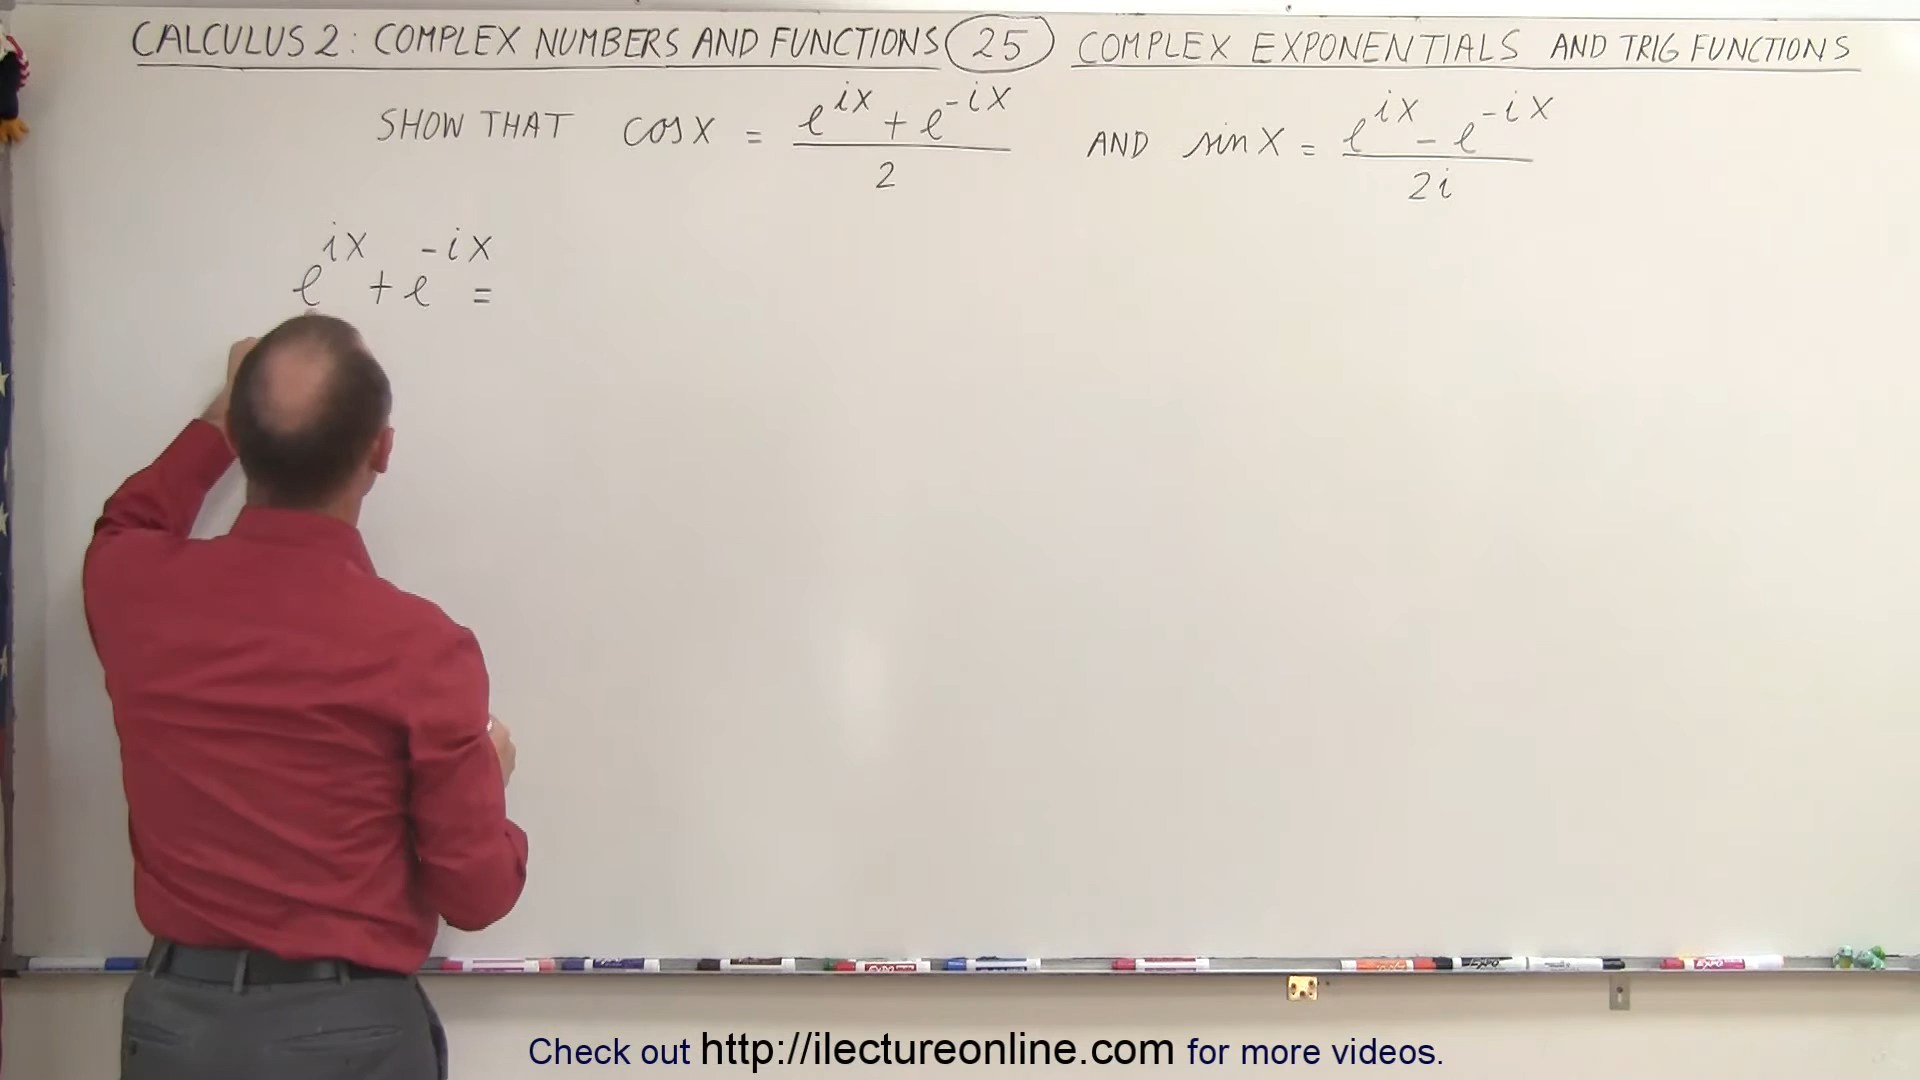 CALCULUS 2: COMPLEX NUMBERS AND FUNCTIONS 25 COMPLEX EXPONENTIALS AND TRIG FUNCTIONS
SHOW THAT cos x = (e^{ix} + e^{-ix})/2 AND sin x = (e^{ix} - e^{-ix})/2i
e^{ix} + e^{-ix} =
Check out http://ilectureonline.com for more videos.